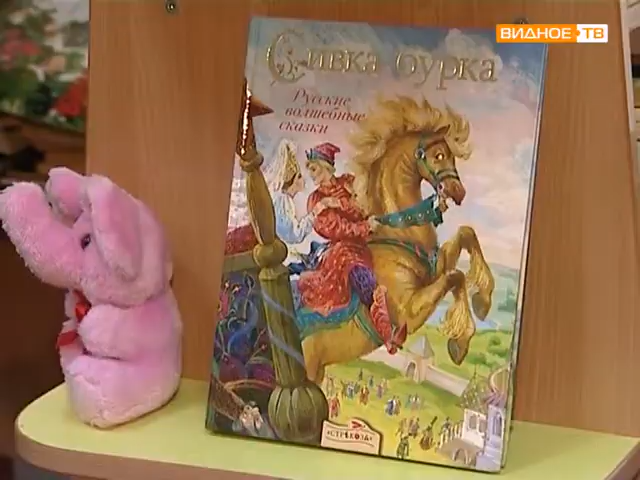 ВИДНОЕ ТВ
Сивка бурка
Русские
волшебные
сказки
«СТРЕКОЗА»